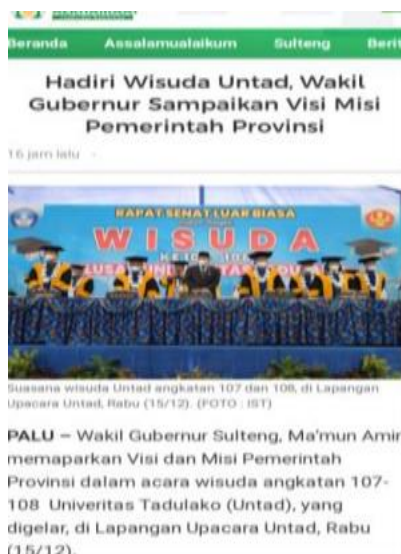 Beranda Assalamualaikum Sulteng Berit
Hadiri Wisuda Untad, Wakil
Gubernur Sampaikan Visi Misi
Pemerintah Provinsi
16 jam lalu
RAPAT SENAT LUAR BIASA
WISUDA
Suasana wisuda Untad angkatan 107 dan 108, di Lapangan
Upacara Untad, Rabu (15/12). (FOTO : IST)
PALU – Wakil Gubernur Sulteng, Ma'mun Amir
memaparkan Visi dan Misi Pemerintah
Provinsi dalam acara wisuda angkatan 107-
108 Univeritas Tadulako (Untad), yang
digelar, di Lapangan Upacara Untad, Rabu
(15/12).